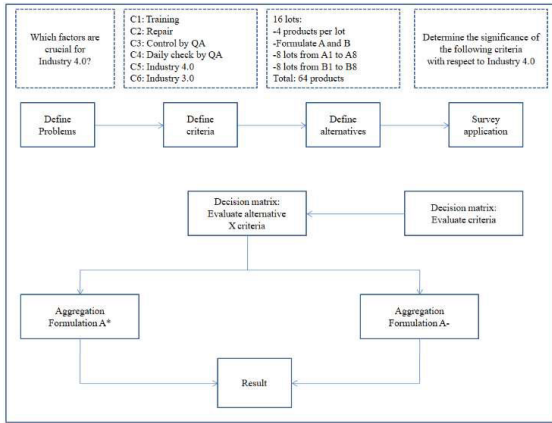 Which factors are
crucial for
Industry 4.0?
C1: Training
C2: Repair
C3: Control by QA
C4: Daily check by QA
C5: Industry 4.0
C6: Industry 3.0
16 lots:
-4 products per lot
-Formulate A and B
-8 lots from A1 to A8
-8 lots from B1 to B8
Total: 64 products
Determine the significance of
the following criteria
with respect to Industry 4.0
Define
Problems
Define
criteria
Define
alternatives
Survey
application
Decision matrix:
Evaluate alternative
X criteria
Decision matrix:
Evaluate criteria
Aggregation
Formulation A*
Aggregation
Formulation A-
Result